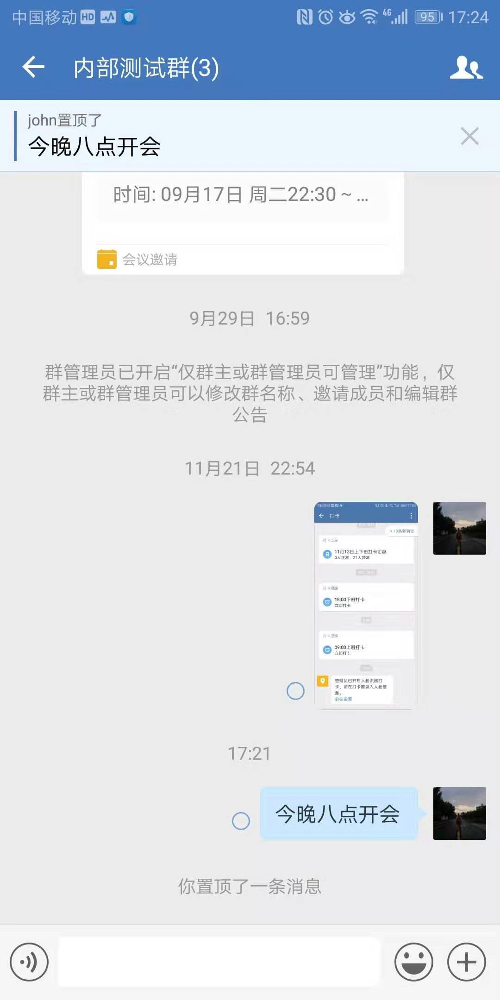 中国移动 HD 4G 95 17:24
内部测试群(3)
john置顶了
今晚八点开会
时间: 09月17日 周二22:30 ~ ...
会议邀请
9月29日 16:59
群管理员已开启“仅群主或群管理员可管理”功能，仅
群主或群管理员可以修改群名称、邀请成员和编辑群
公告
11月21日 22:54
打卡
19条新消息
打卡汇总
11月13日上下班打卡汇总
0人正常，21人异常
打卡提醒
18:00下班打卡
立即打卡
打卡提醒
09:00上班打卡
立即打卡
管理员已开启人脸识别打
卡，请在打卡前录入人脸信
息。
前往设置
17:21
今晚八点开会
你置顶了一条消息